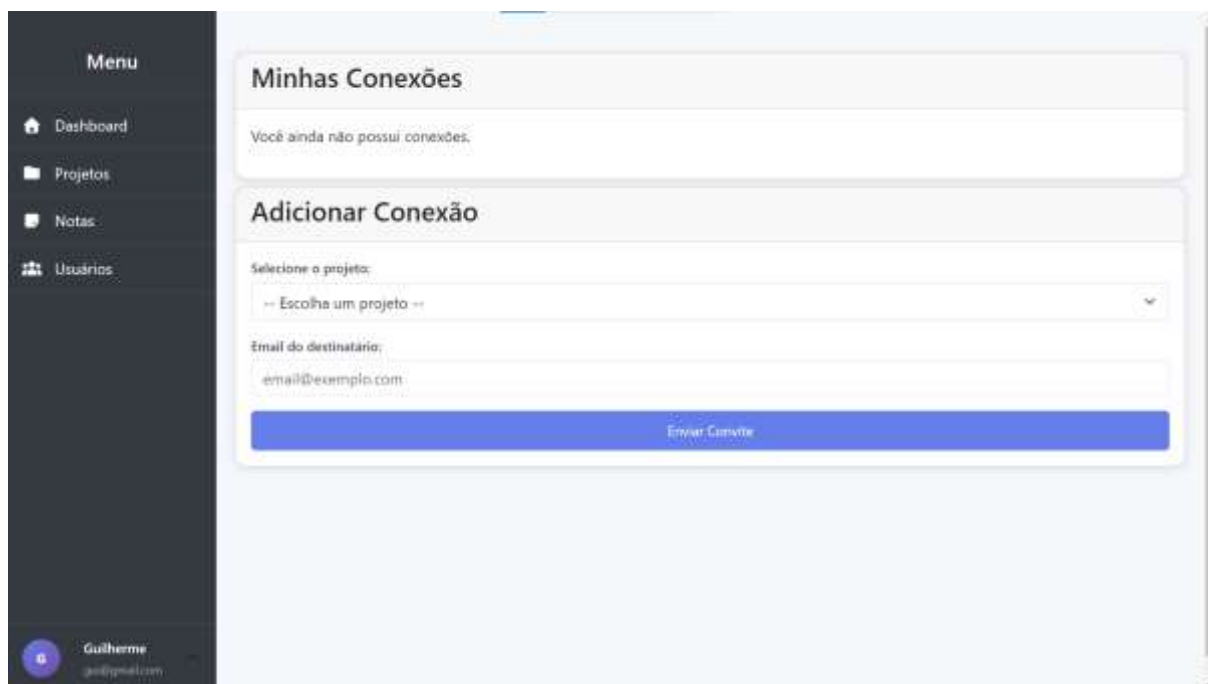 Menu
Dashboard
Projetos
Notas
Usuários
Minhas Conexões
Você ainda não possui conexões.
Adicionar Conexão
Selecione o projeto:
-- Escolha um projeto --
Email do destinatário:
email@exemplo.com
Enviar Convite
G
Guilherme